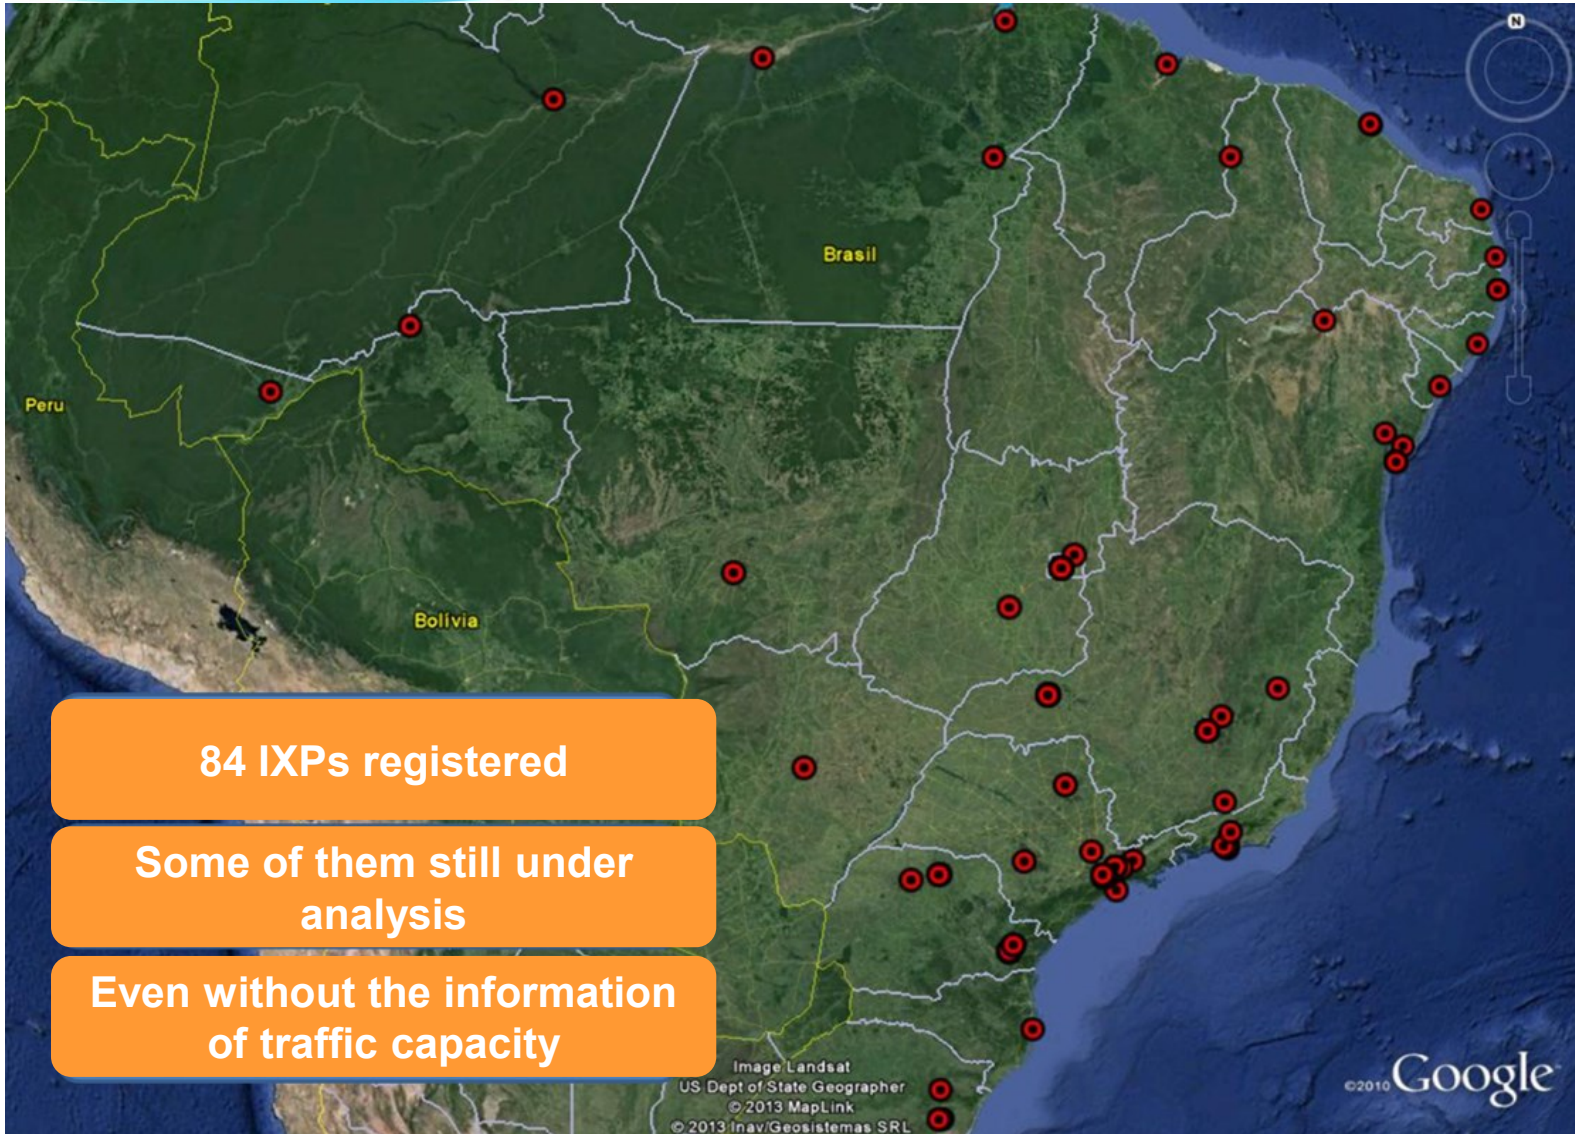 N
Brasil
Peru
Bolivia
84 IXPs registered
Some of them still under
analysis
Even without the information
of traffic capacity
Image Landsat
US Dept of State Geographer
© 2013 MapLink
© 2013 Inav/Geosistemas SRL
©2010 Google